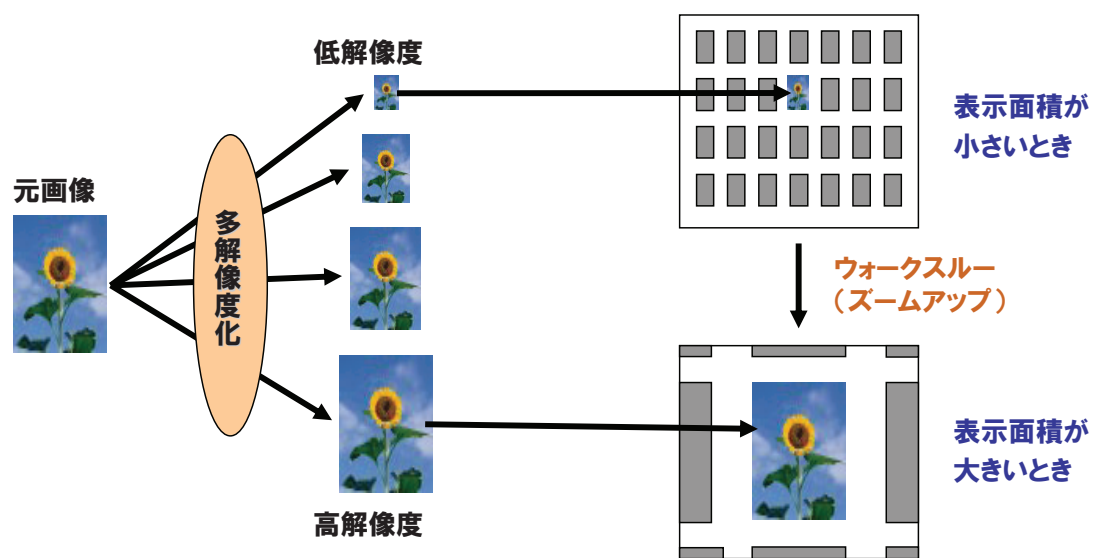 低解像度
表示面積が
小さいとき
元画像
多解像度化
ウォークスルー
（ズームアップ）
表示面積が
大きいとき
高解像度